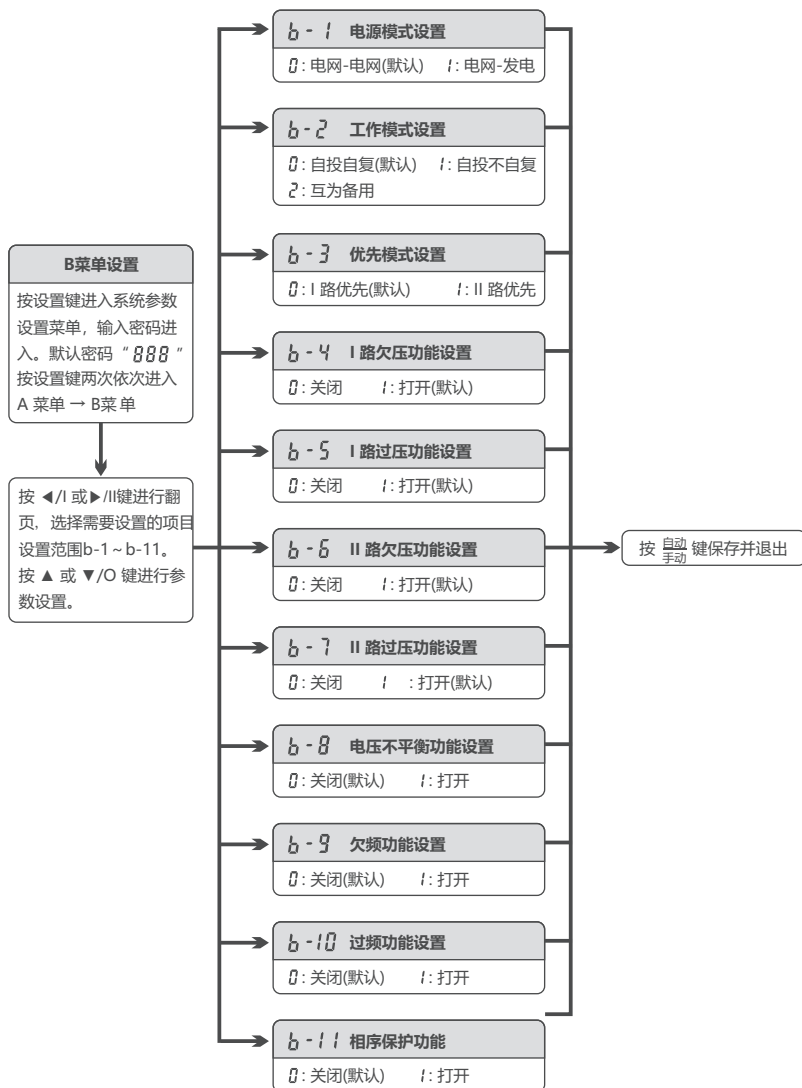 B菜单设置
按设置键进入系统参数
设置菜单，输入密码进
入。默认密码 “ 888 ”
按设置键两次依次进入
A 菜单 → B菜单
按 ◀/I 或▶/II键进行翻
页，选择需要设置的项目
设置范围b-1 ~ b-11。
按 ▲ 或 ▼/O 键进行参
数设置。
b - 1 电源模式设置
0 : 电网-电网(默认) 1 : 电网-发电
b - 2 工作模式设置
0 : 自投自复(默认) 1 : 自投不自复
2 : 互为备用
b - 3 优先模式设置
0 : I 路优先(默认) 1 : II 路优先
b - 4 I 路欠压功能设置
0 : 关闭 1 : 打开(默认)
b - 5 I 路过压功能设置
0 : 关闭 1 : 打开(默认)
b - 6 II 路欠压功能设置
0 : 关闭 1 : 打开(默认)
b - 7 II 路过压功能设置
0 : 关闭 1 : 打开(默认)
b - 8 电压不平衡功能设置
0 : 关闭(默认) 1 : 打开
b - 9 欠频功能设置
0 : 关闭(默认) 1 : 打开
b -10 过频功能设置
0 : 关闭(默认) 1 : 打开
b -11 相序保护功能
0 : 关闭(默认) 1 : 打开
按 自动/手动 键保存并退出